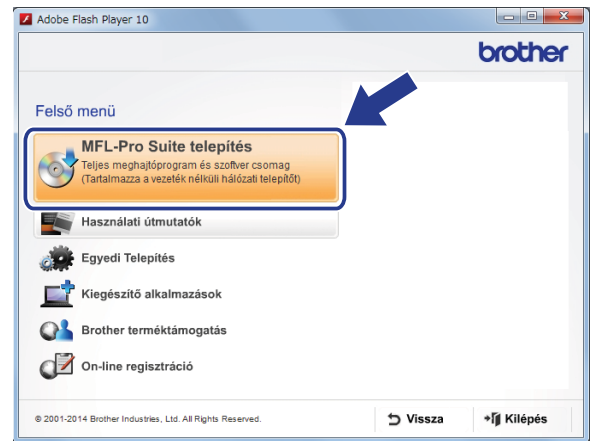 Adobe Flash Player 10
brother
Felső menü
MFL-Pro Suite telepítés
Teljes meghajtóprogram és szoftver csomag
(Tartalmazza a vezeték nélküli hálózati telepítőt)
Használati útmutatók
Egyedi Telepítés
Kiegészítő alkalmazások
Brother terméktámogatás
On-line regisztráció
© 2001-2014 Brother Industries, Ltd. All Rights Reserved.
Vissza
Kilépés